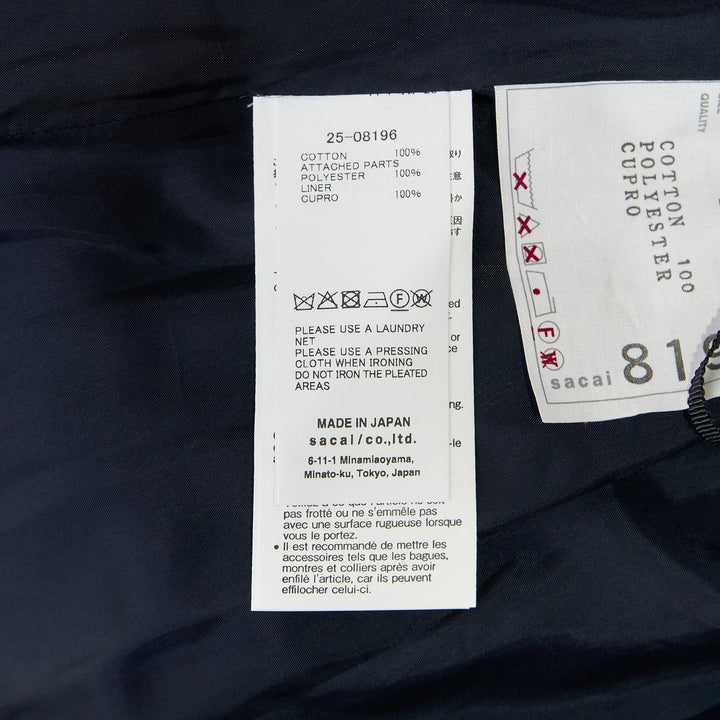 25-08196
COTTON 100%
ATTACHED PARTS
POLYESTER 100%
LINER
CUPRO 100%
PLEASE USE A LAUNDRY
NET
PLEASE USE A PRESSING
CLOTH WHEN IRONING
DO NOT IRON THE PLEATED
AREAS
MADE IN JAPAN
sacai/co.,ltd.
6-11-1 Minamiaoyama,
Minato-ku, Tokyo, Japan
pas frotté ou ne s'emmêle pas
avec une surface rugueuse lorsque
vous le portez.
• Il est recommandé de mettre les
accessoires tels que les bagues,
montres et colliers après avoir
enfilé l'article, car ils peuvent
effilocher celui-ci.
QUALITY
COTTON 100
POLYESTER
CUPRO
sacai 819